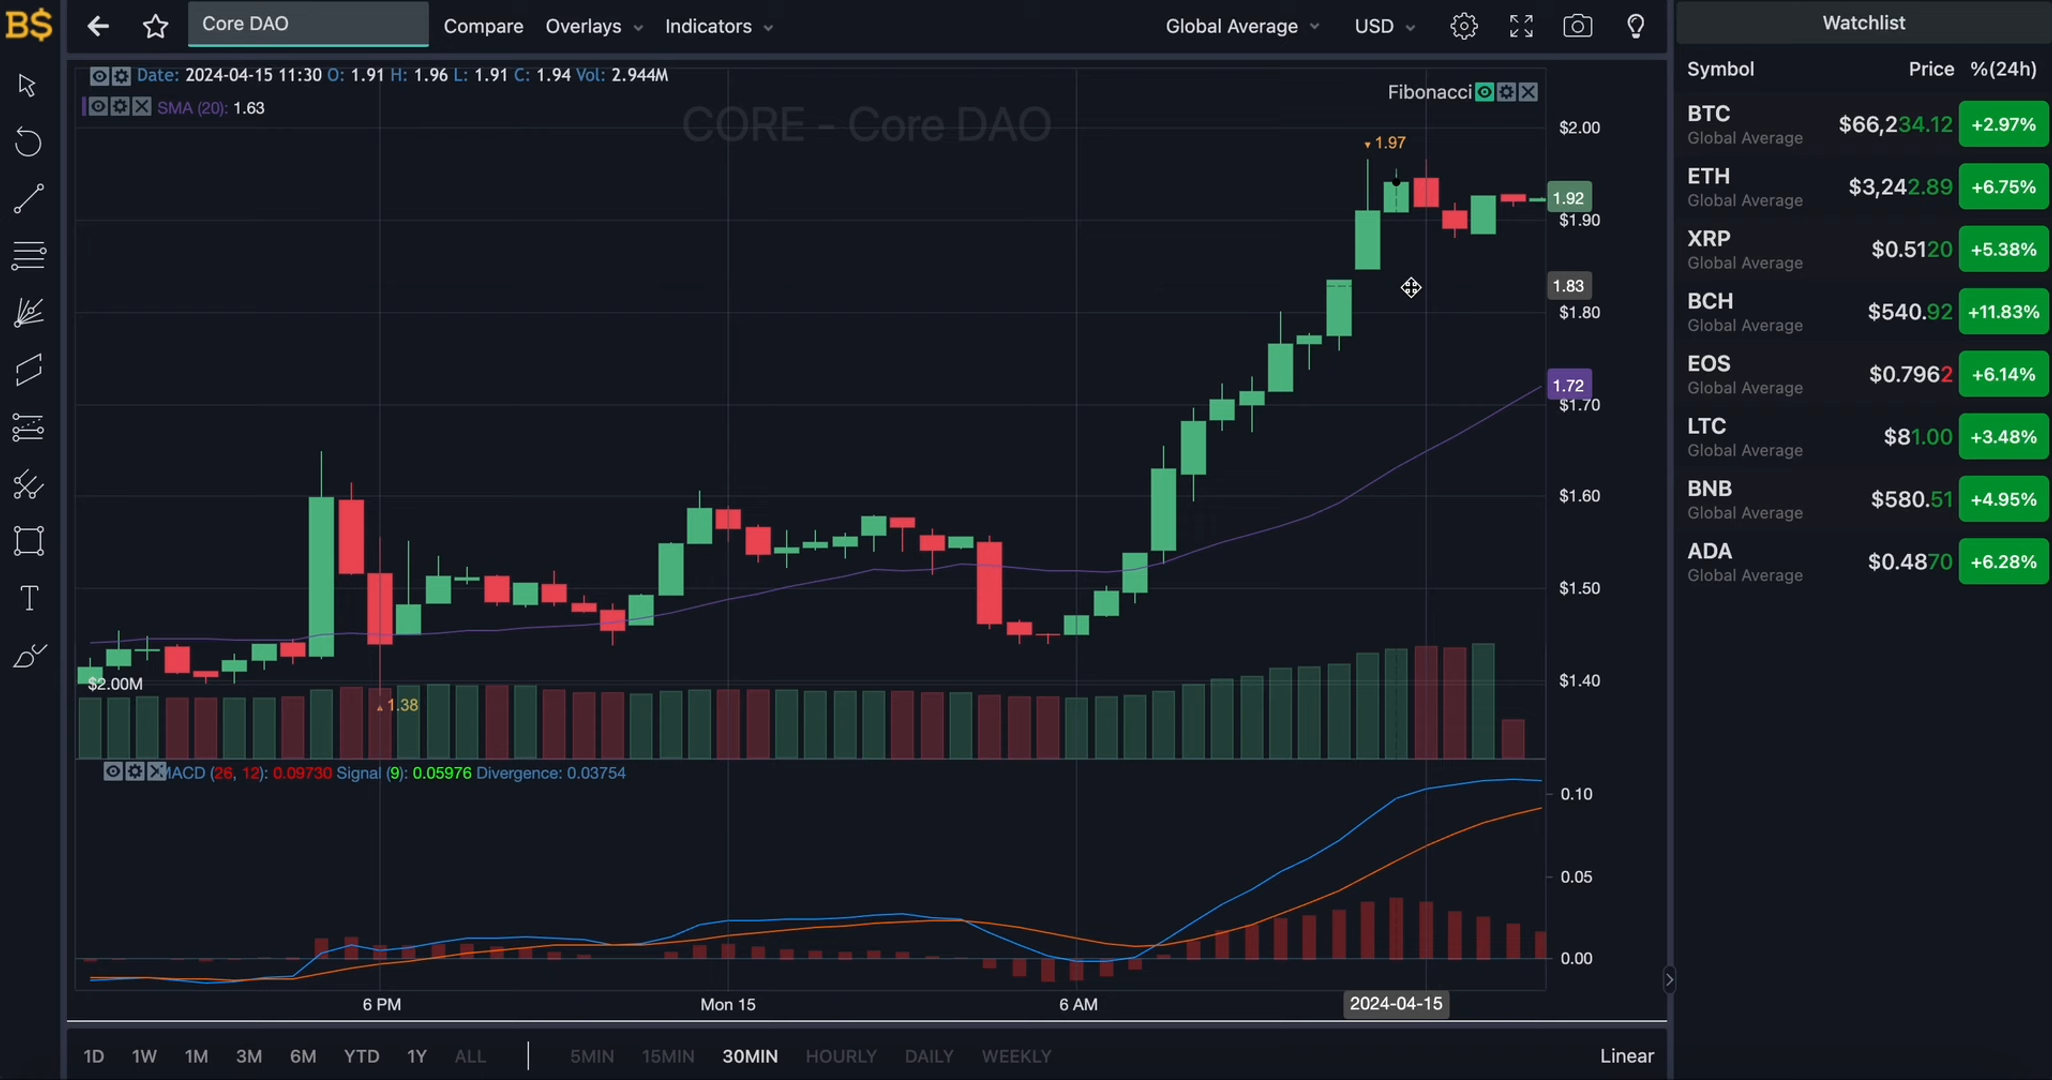 B$
Core DAO
Compare
Overlays
Indicators
Global Average
USD
Date: 2024-04-15 11:30 O: 1.91 H: 1.96 L: 1.91 C: 1.94 Vol: 2.944M
SMA (20): 1.63
CORE - Core DAO
Fibonacci
1.97
1.38
$2.00M
$2.00
1.92
$1.90
1.83
$1.80
1.72
$1.70
$1.60
$1.50
$1.40
MACD (26, 12): 0.09730 Signal (9): 0.05976 Divergence: 0.03754
0.10
0.05
0.00
6 PM
Mon 15
6 AM
2024-04-15
1D 1W 1M 3M 6M YTD 1Y ALL
5MIN 15MIN 30MIN HOURLY DAILY WEEKLY
Linear
T
Watchlist
Symbol Price %(24h)
BTC $66,234.12 +2.97%
Global Average
ETH $3,242.89 +6.75%
Global Average
XRP $0.5120 +5.38%
Global Average
BCH $540.92 +11.83%
Global Average
EOS $0.7962 +6.14%
Global Average
LTC $81.00 +3.48%
Global Average
BNB $580.51 +4.95%
Global Average
ADA $0.4870 +6.28%
Global Average